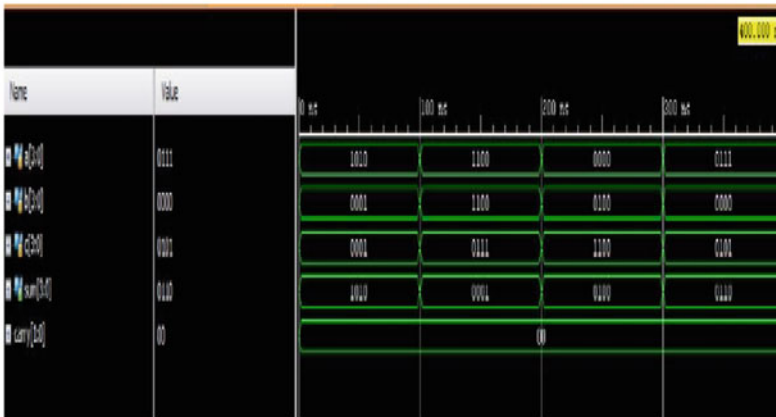 400.000
Name Value
0 ns 100 ns 200 ns 300 ns
a[3:0] 0111 1010 1100 0000 0111
b[3:0] 0000 0001 1100 0100 0000
c[3:0] 0101 0001 0111 1100 0101
sum[3:0] 0110 1010 0001 0100 0110
carry[1:0] 00 00